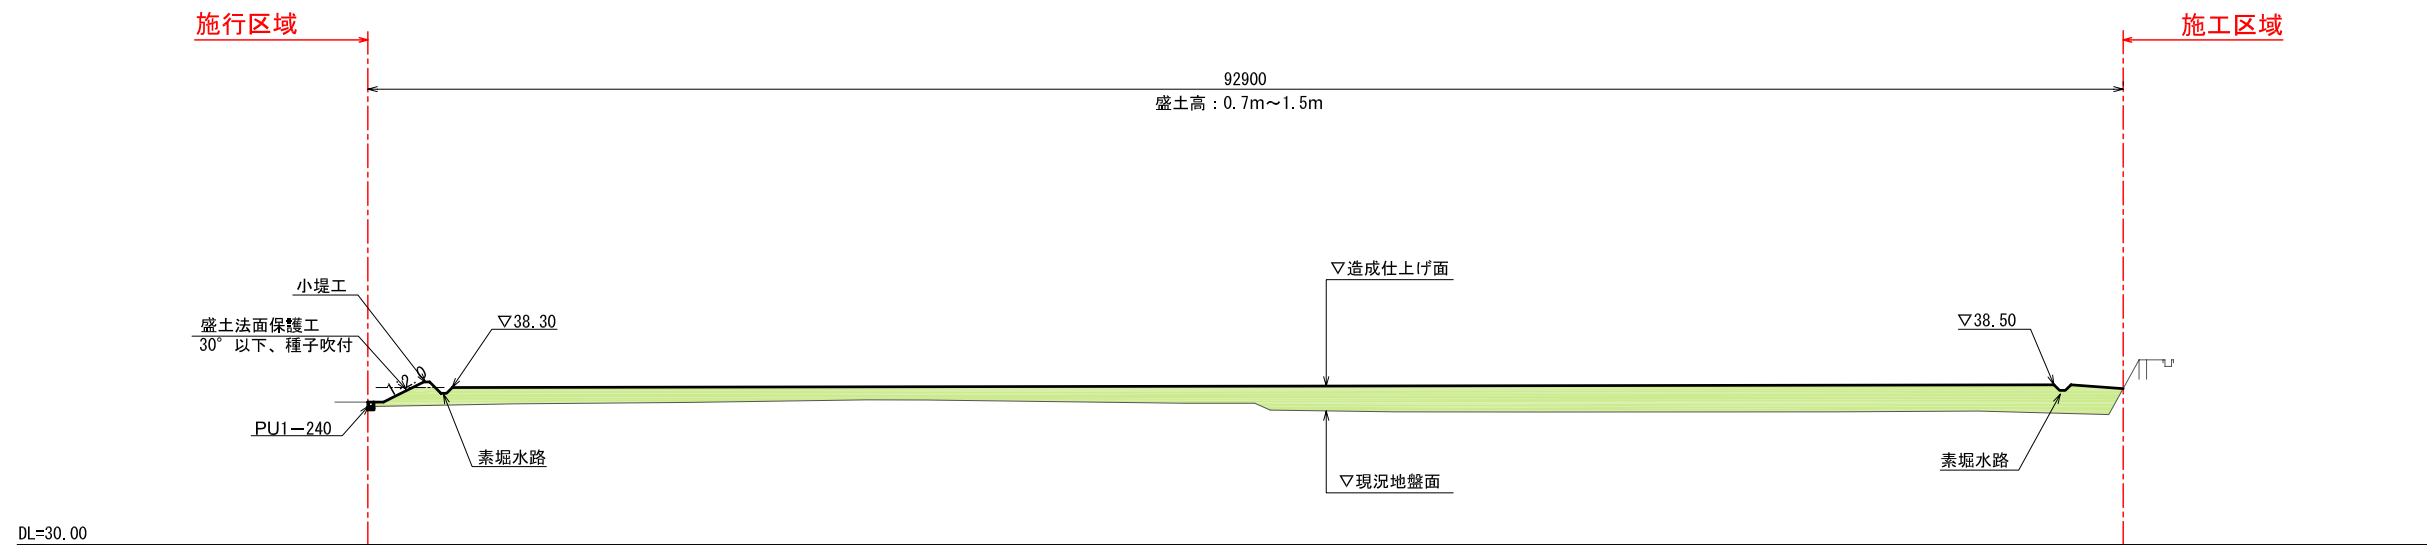 施行区域
施工区域
92900
盛土高：0.7m～1.5m
▽造成仕上げ面
小堤工
盛土法面保護工
30°以下、種子吹付
▽38.30
▽38.50
1:2.0
PU1-240
素堀水路
素堀水路
▽現況地盤面
DL=30.00